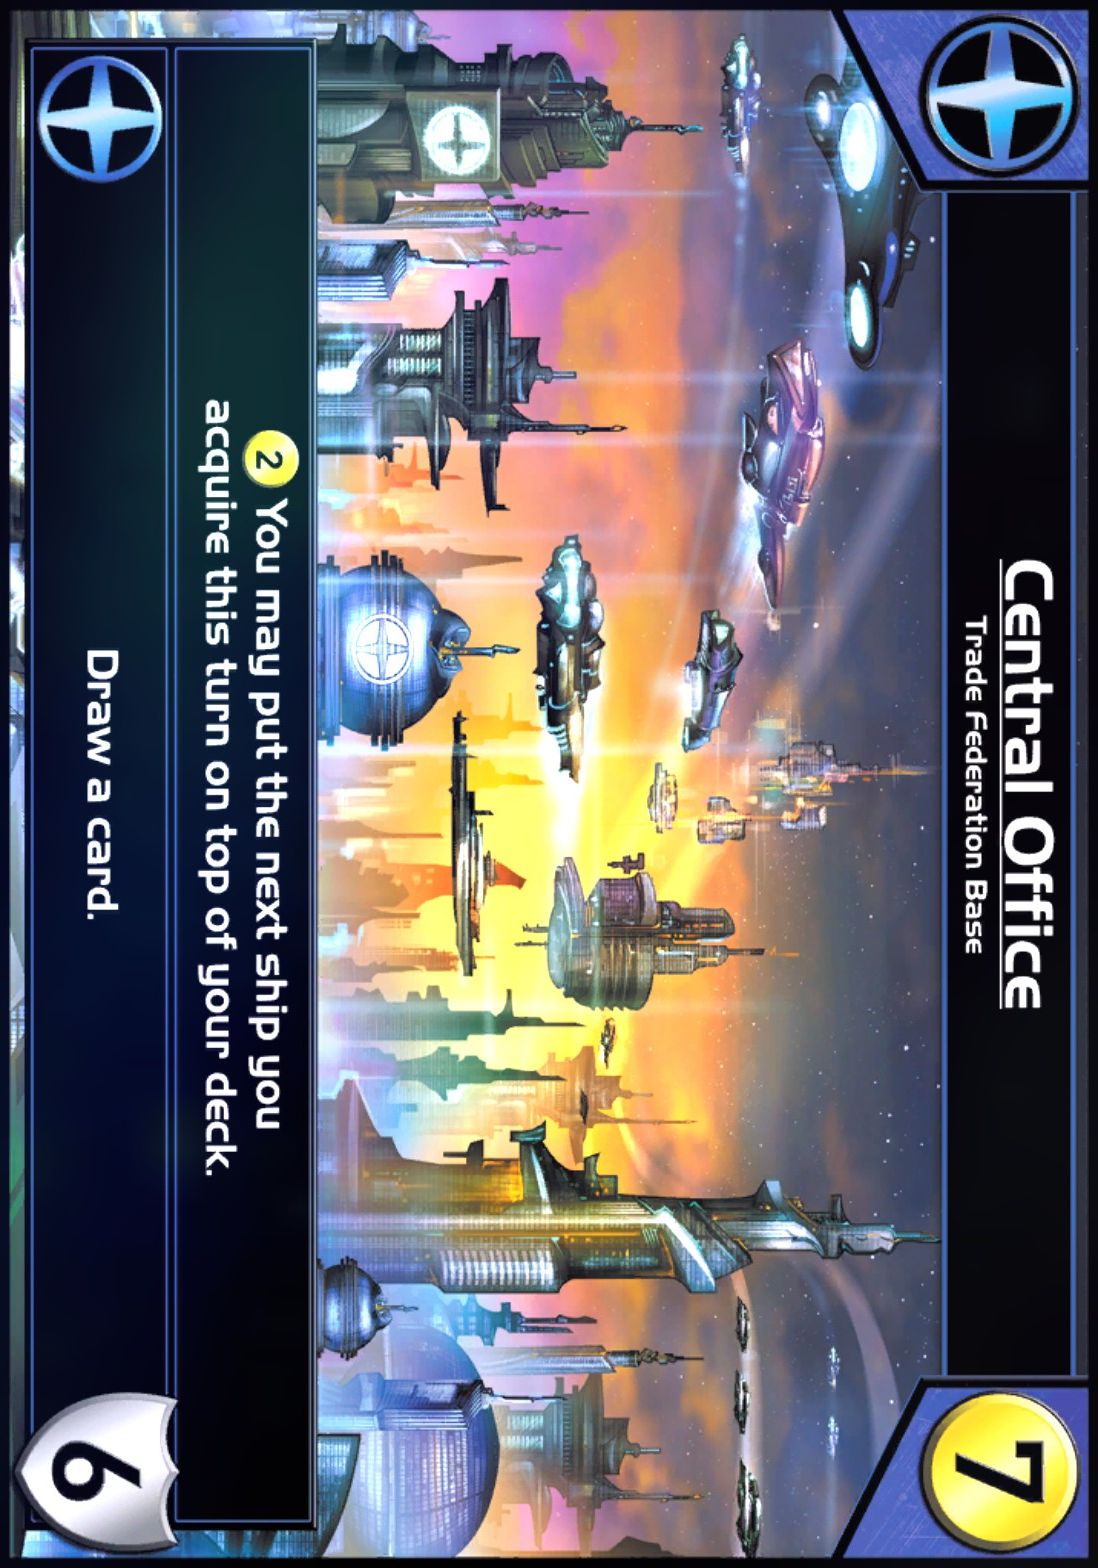 Central Office
Trade Federation Base
7
2 You may put the next ship you
acquire this turn on top of your deck.
Draw a card.
6